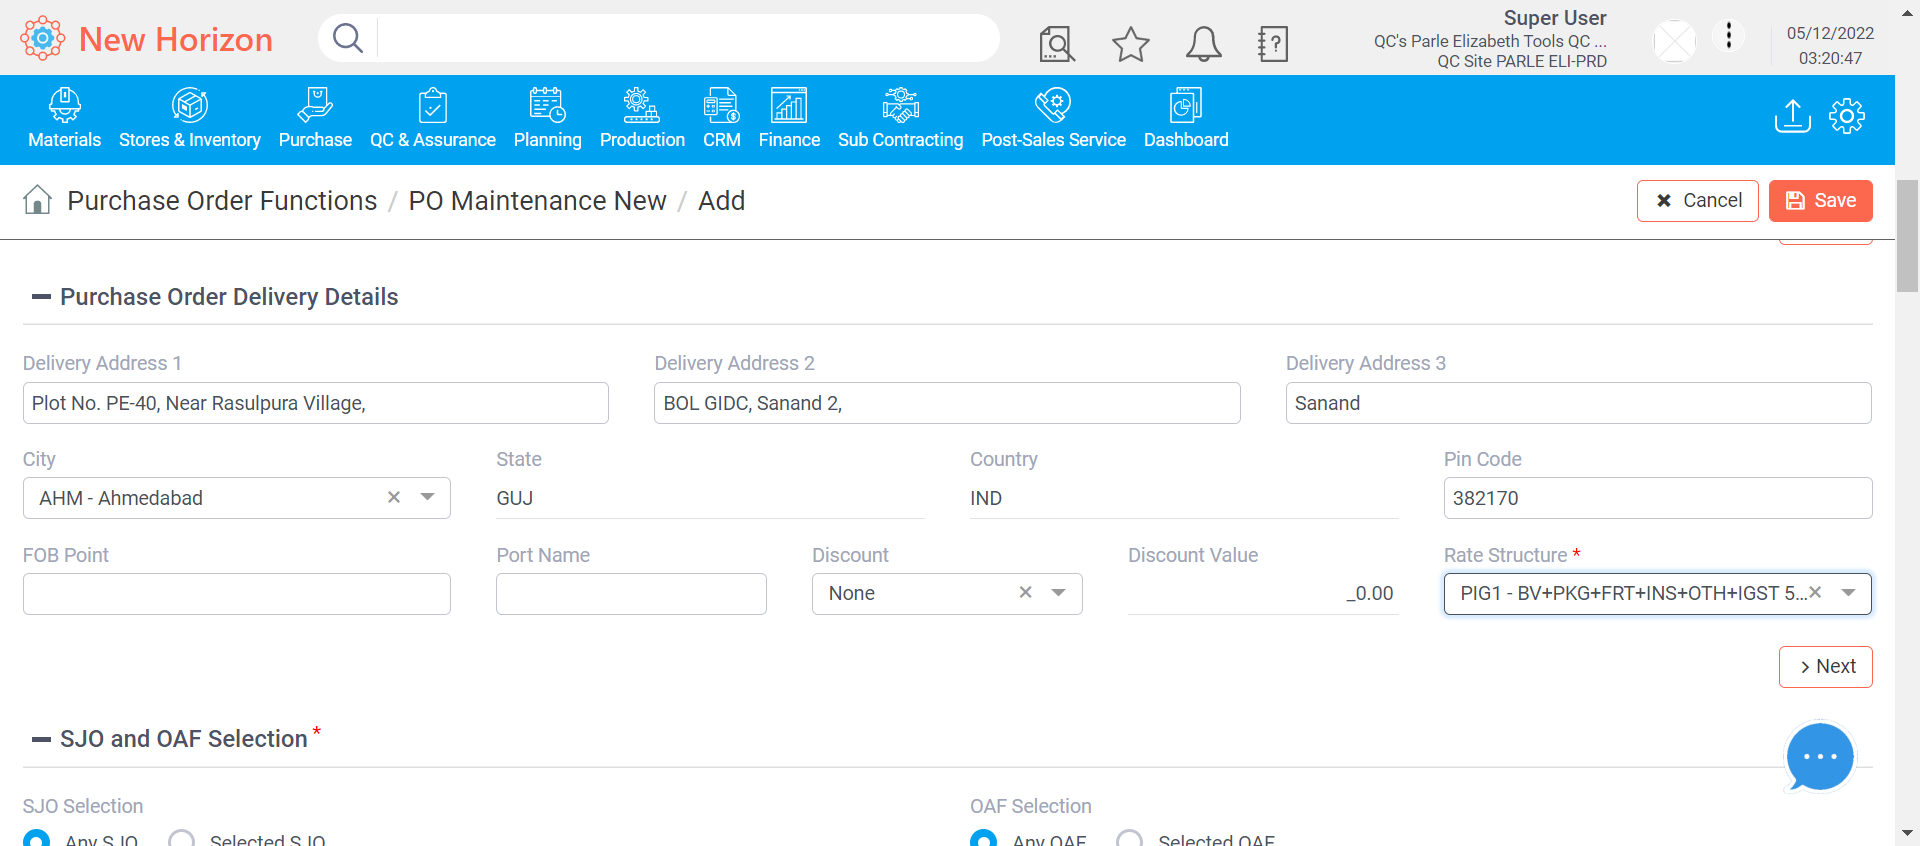 New Horizon
Super User
QC's Parle Elizabeth Tools QC ...
QC Site PARLE ELI-PRD
05/12/2022
03:20:47
Materials
Stores & Inventory
Purchase
QC & Assurance
Planning
Production
CRM
Finance
Sub Contracting
Post-Sales Service
Dashboard
Purchase Order Functions / PO Maintenance New / Add
Cancel
Save
Purchase Order Delivery Details
Delivery Address 1
Delivery Address 2
Delivery Address 3
Plot No. PE-40, Near Rasulpura Village,
BOL GIDC, Sanand 2,
Sanand
City
State
Country
Pin Code
AHM - Ahmedabad
GUJ
IND
382170
FOB Point
Port Name
Discount
Discount Value
Rate Structure *
None
_0.00
PIG1 - BV+PKG+FRT+INS+OTH+IGST 5...
> Next
SJO and OAF Selection *
SJO Selection
OAF Selection
Any SJO
Selected SJO
Any OAF
Selected OAF